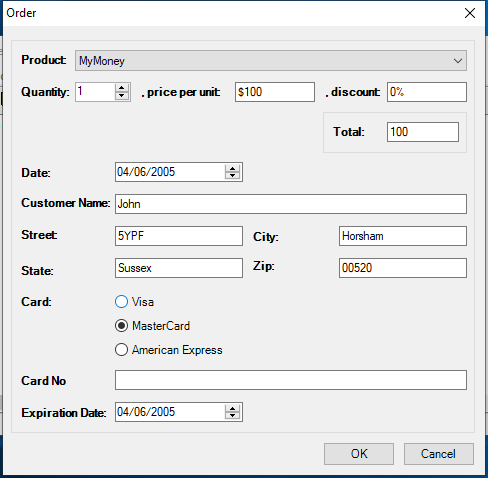 Order
Product: MyMoney
Quantity: 1 , price per unit: $100 , discount: 0%
Total: 100
Date: 04/06/2005
Customer Name: John
Street: 5YPF City: Horsham
State: Sussex Zip: 00520
Card: Visa
MasterCard
American Express
Card No
Expiration Date: 04/06/2005
OK Cancel